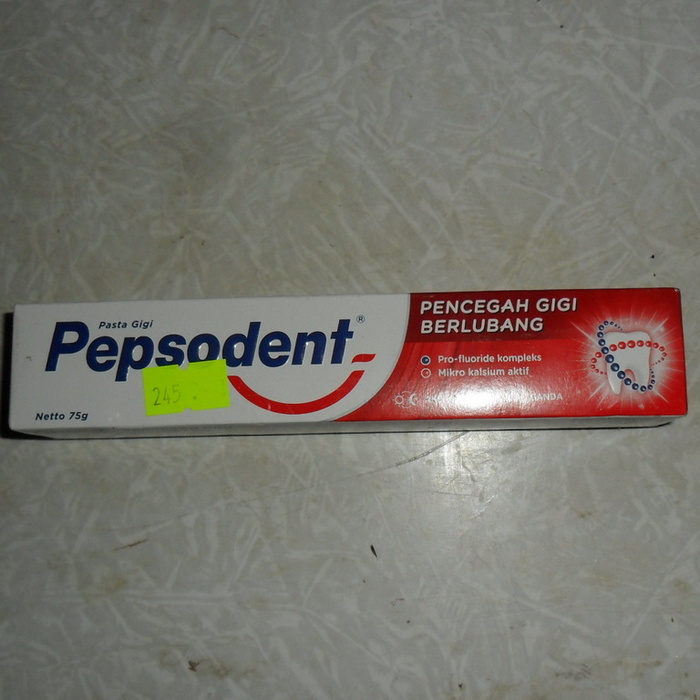 Pasta Gigi
Pepsodent®
245
Netto 75g
PENCEGAH GIGI
BERLUBANG
Pro-fluoride kompleks
Mikro kalsium aktif